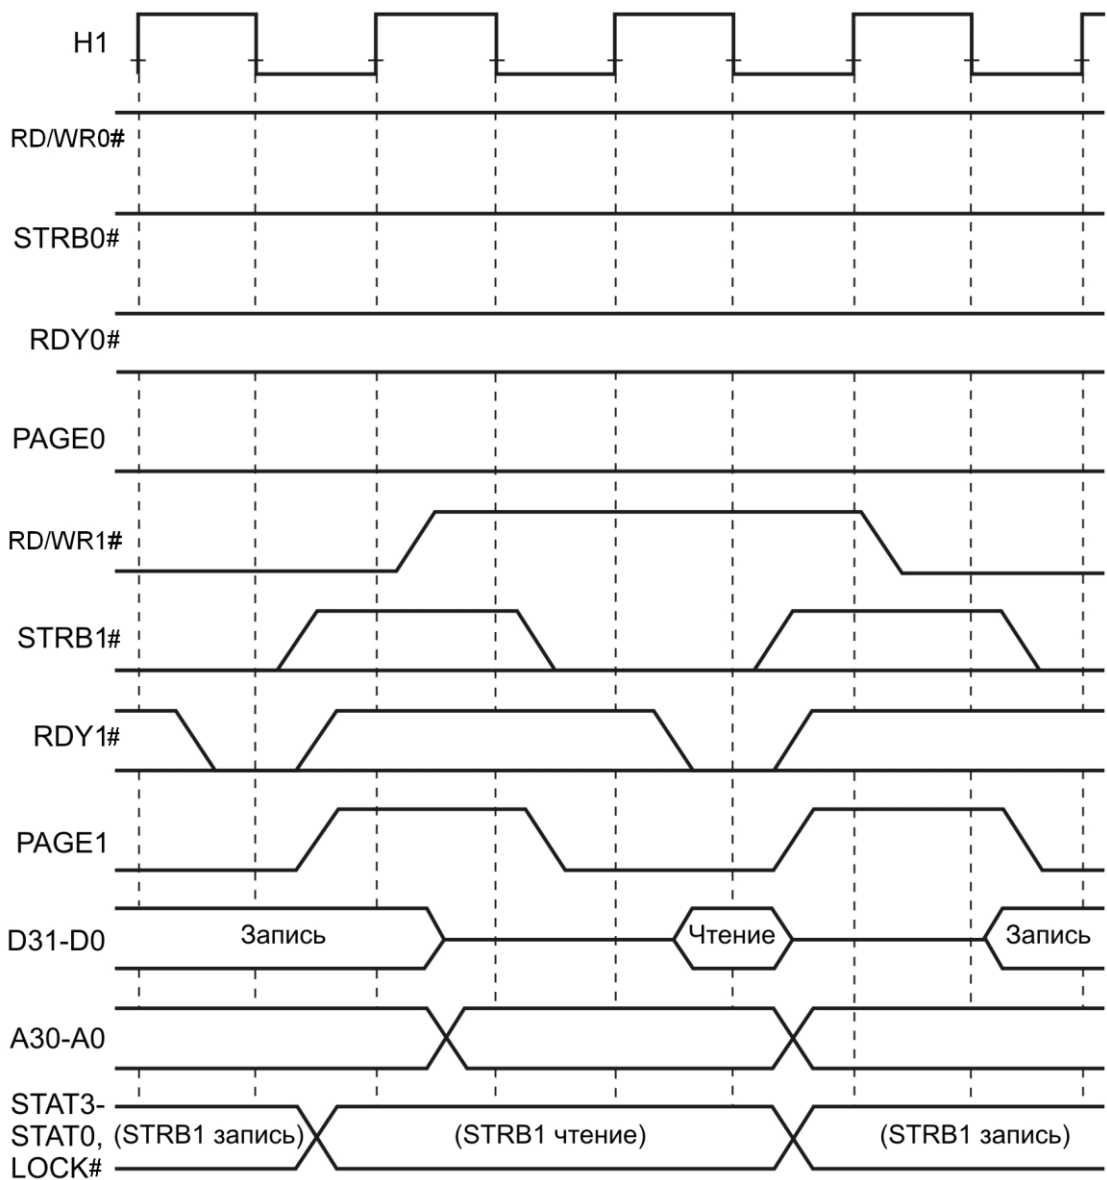 H1
RD/WR0#
STRB0#
RDY0#
PAGE0
RD/WR1#
STRB1#
RDY1#
PAGE1
D31-D0 Запись Чтение Запись
A30-A0
STAT3-
STAT0, (STRB1 запись) (STRB1 чтение) (STRB1 запись)
LOCK#